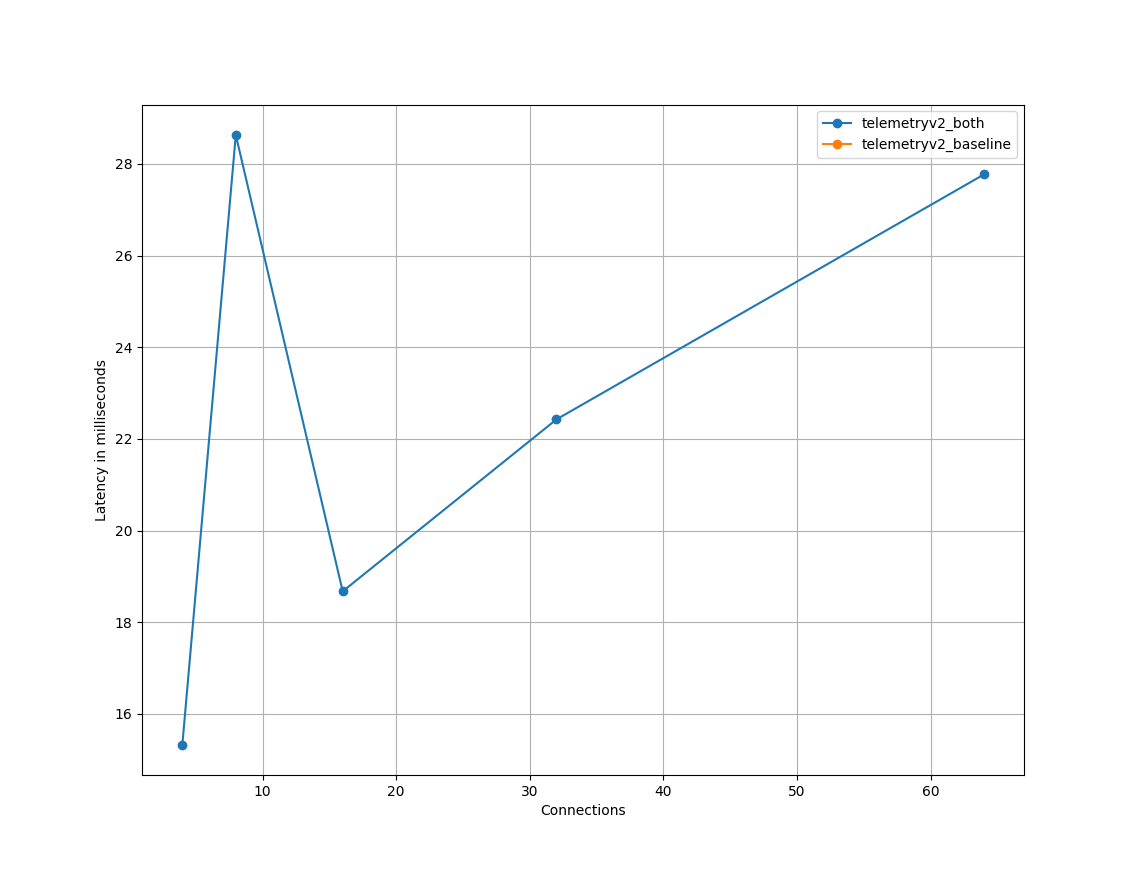 telemetryv2_both
telemetryv2_baseline
28
26
24
22
20
18
16
Latency in milliseconds
10 20 30 40 50 60
Connections